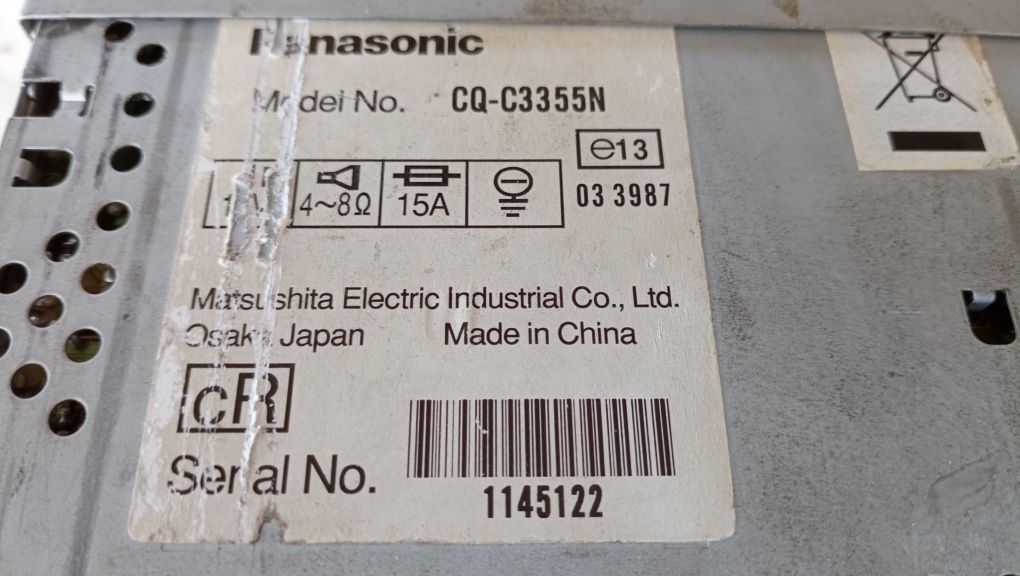 Panasonic
Model No. CQ-C3355N
e13
4~8Ω 15A
03 3987
Matsushita Electric Industrial Co., Ltd.
Osaka Japan Made in China
CR
Serial No.
1145122